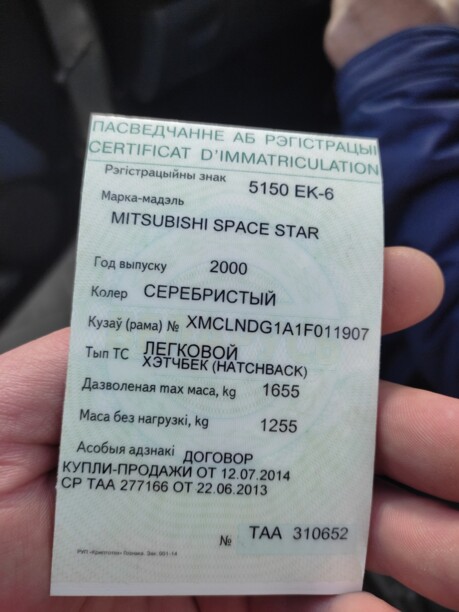 ПАСВЕДЧАННЕ АБ РЭГІСТРАЦЫІ
CERTIFICAT D'IMMATRICULATION
Рэгістрацыйны знак 5150 EK-6
Марка-мадэль
MITSUBISHI SPACE STAR
Год выпуску 2000
Колер СЕРЕБРИСТЫЙ
Кузаў (рама) № XMCLNDG1A1F011907
Тып ТС ЛЕГКОВОЙ
ХЭТЧБЕК (HATCHBACK)
Дазволеная max маса, kg 1655
Маса без нагрузкі, kg 1255
Асобыя адзнакі ДОГОВОР
КУПЛИ-ПРОДАЖИ ОТ 12.07.2014
СР ТАА 277166 ОТ 22.06.2013
№ ТАА 310652